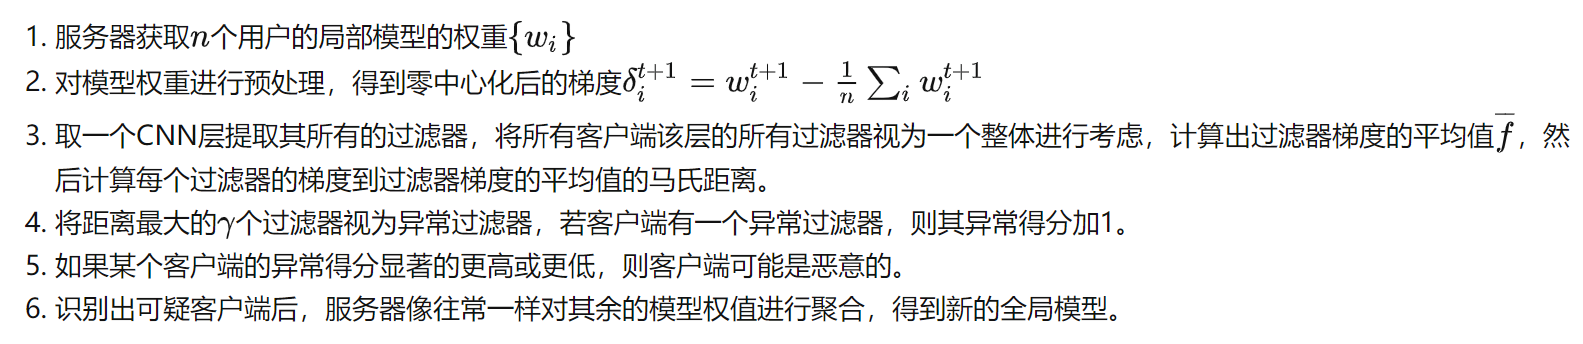 1. 服务器获取n个用户的局部模型的权重{w_i}
2. 对模型权重进行预处理，得到零中心化后的梯度δ_i^{t+1} = w_i^{t+1} − \frac{1}{n} ∑_i w_i^{t+1}
3. 取一个CNN层提取其所有的过滤器，将所有客户端该层的所有过滤器视为一个整体进行考虑，计算出过滤器梯度的平均值\overline{f}，然
后计算每个过滤器的梯度到过滤器梯度的平均值的马氏距离。
4. 将距离最大的γ个过滤器视为异常过滤器，若客户端有一个异常过滤器，则其异常得分加1。
5. 如果某个客户端的异常得分显著的更高或更低，则客户端可能是恶意的。
6. 识别出可疑客户端后，服务器像往常一样对其余的模型权值进行聚合，得到新的全局模型。